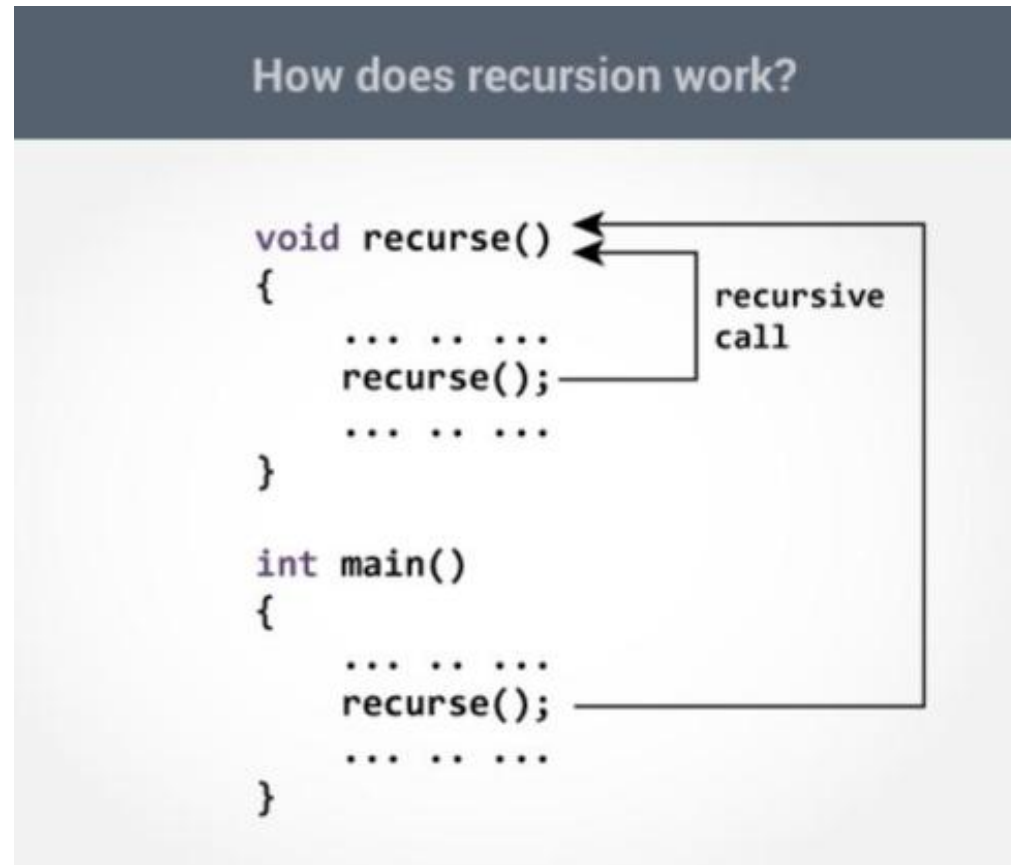 How does recursion work?
void recurse()
{
... .. ...
recurse();
... .. ...
}
recursive
call
int main()
{
... .. ...
recurse();
... .. ...
}